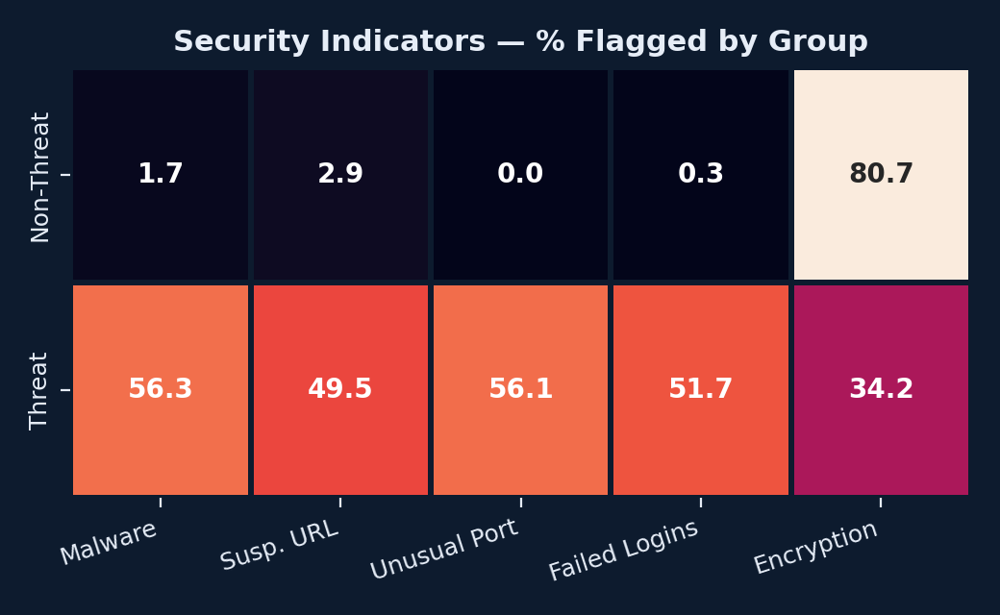 Security Indicators — % Flagged by Group
Non-Threat
1.7 2.9 0.0 0.3 80.7
Threat
56.3 49.5 56.1 51.7 34.2
Malware Susp. URL Unusual Port Failed Logins Encryption